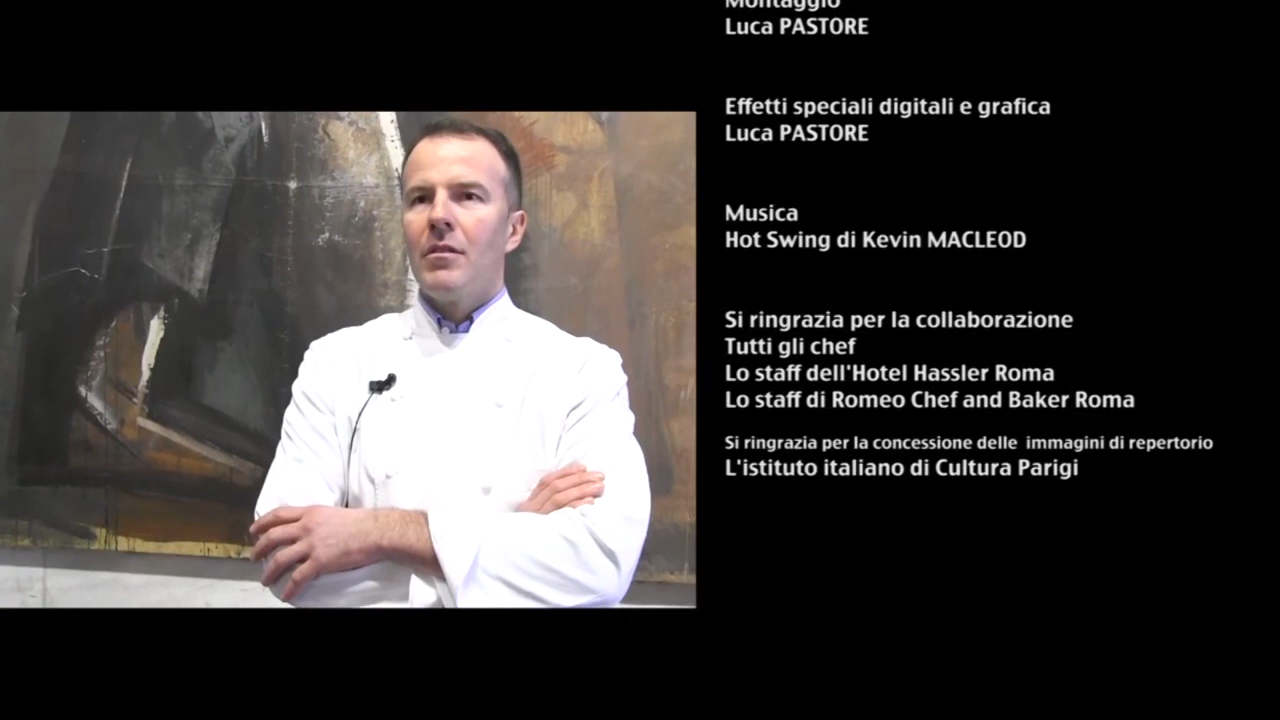 Montaggio
Luca PASTORE
Effetti speciali digitali e grafica
Luca PASTORE
Musica
Hot Swing di Kevin MACLEOD
Si ringrazia per la collaborazione
Tutti gli chef
Lo staff dell'Hotel Hassler Roma
Lo staff di Romeo Chef and Baker Roma
Si ringrazia per la concessione delle immagini di repertorio
L'istituto italiano di Cultura Parigi